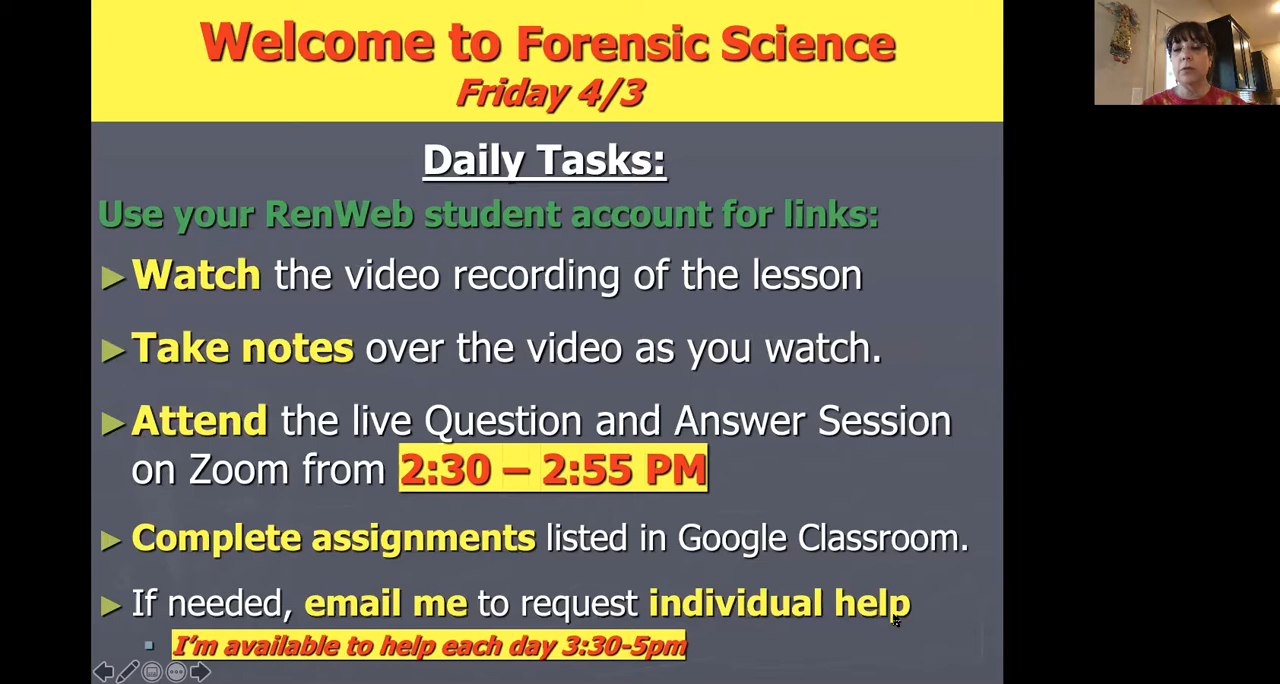 Welcome to Forensic Science
Friday 4/3
Daily Tasks:
Use your RenWeb student account for links:
►Watch the video recording of the lesson
►Take notes over the video as you watch.
►Attend the live Question and Answer Session
on Zoom from 2:30 – 2:55 PM
►Complete assignments listed in Google Classroom.
►If needed, email me to request individual help
▪ I'm available to help each day 3:30-5pm